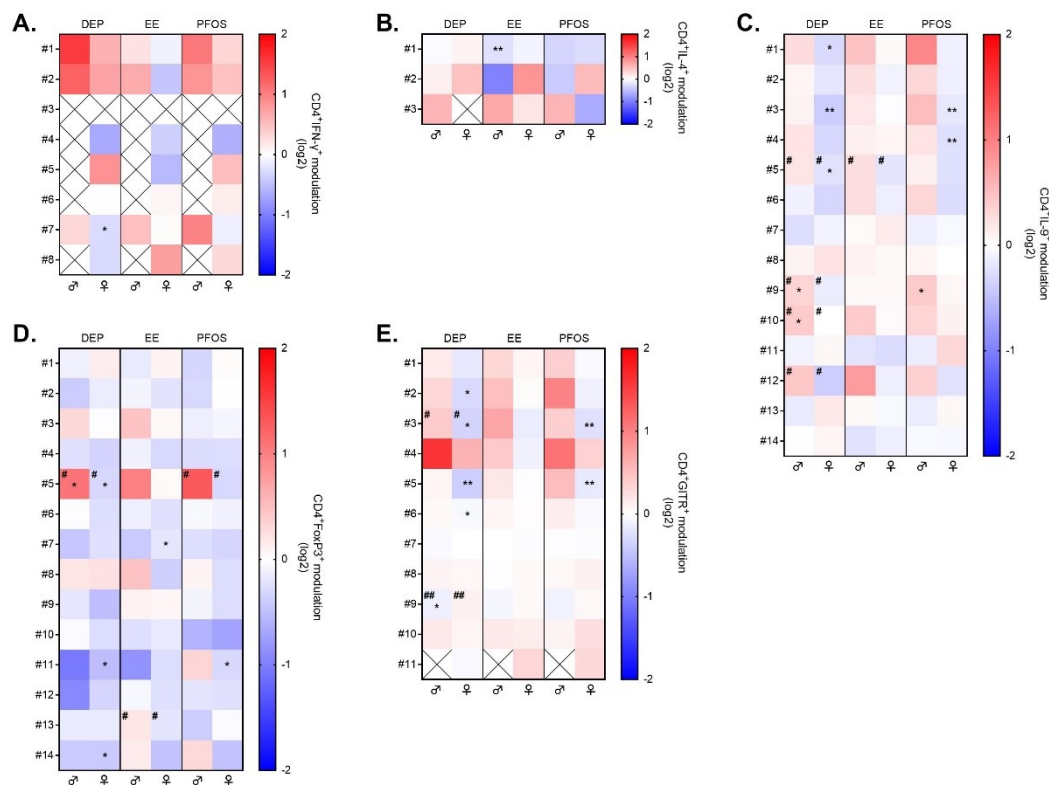 A.
DEP EE PFOS
#1
#2
#3
#4
#5
#6
#7 *
#8
♂ ♀ ♂ ♀ ♂ ♀
2
1
0
-1
-2
CD4⁺IFN-γ⁺ modulation
(log2)
B.
DEP EE PFOS
#1 **
#2
#3
♂ ♀ ♂ ♀ ♂ ♀
2
1
0
-1
-2
CD4⁺IL-4⁺ modulation
(log2)
C.
DEP EE PFOS
#1 *
#2
#3 ** **
#4 **
#5 # # * # #
#6
#7
#8
#9 # * # *
#10 # * #
#11
#12 # #
#13
#14
♂ ♀ ♂ ♀ ♂ ♀
2
1
0
-1
-2
CD4⁺IL-9⁺ modulation
(log2)
D.
DEP EE PFOS
#1
#2
#3
#4
#5 # * # * # #
#6
#7 *
#8
#9
#10
#11 * *
#12
#13 # #
#14 *
♂ ♀ ♂ ♀ ♂ ♀
2
1
0
-1
-2
CD4⁺FoxP3⁺ modulation
(log2)
E.
DEP EE PFOS
#1
#2 *
#3 # # * **
#4
#5 ** **
#6 *
#7
#8
#9 ## * ##
#10
#11
♂ ♀ ♂ ♀ ♂ ♀
2
1
0
-1
-2
CD4⁺GITR⁺ modulation
(log2)